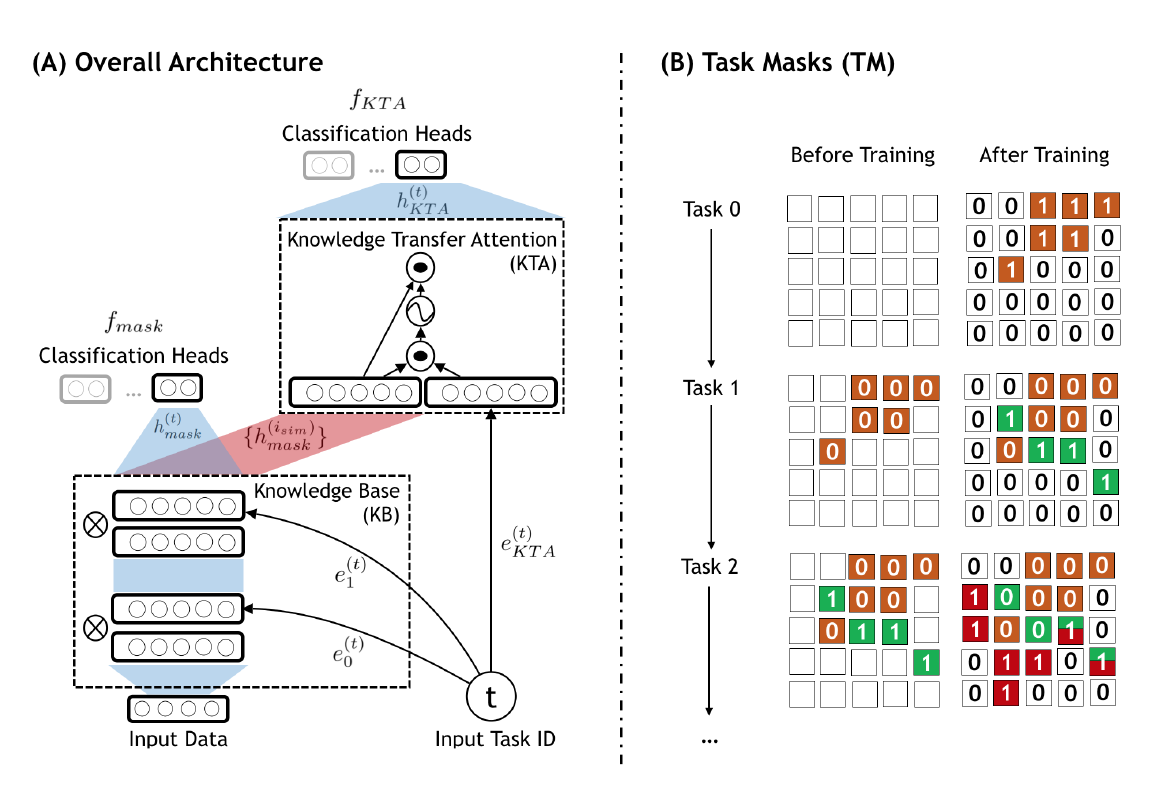 (A) Overall Architecture
f_{KTA}
Classification Heads
...
h_{KTA}^{(t)}
Knowledge Transfer Attention
(KTA)
f_{mask}
Classification Heads
...
h_{mask}^{(t)}
{h_{mask}^{(i_{sim})}}
Knowledge Base
(KB)
e_1^{(t)}
e_0^{(t)}
e_{KTA}^{(t)}
t
Input Data
Input Task ID
(B) Task Masks (TM)
Before Training
After Training
Task 0
0 0 1 1 1
0 0 1 1 0
0 1 0 0 0
0 0 0 0 0
0 0 0 0 0
Task 1
0 0 0
0 0
0
0 0 0 0 0
0 1 0 0 0
0 0 1 1 0
0 0 0 0 1
0 0 0 0 0
Task 2
0 0 0
1 0 0
0 1 1
1
0 0 0 0 0
1 0 0 0 0
1 0 0 1 0
0 1 1 0 1
0 1 0 0 0
...